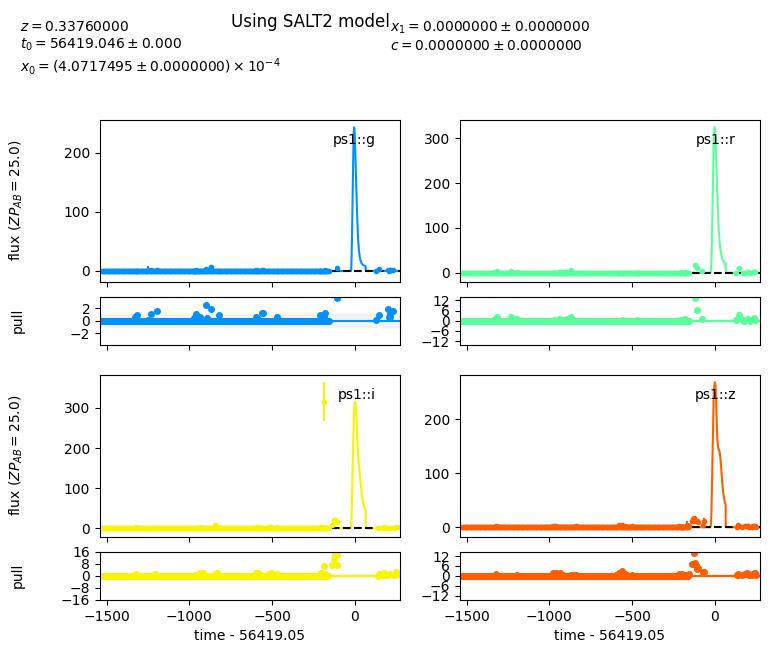 Using SALT2 model
z = 0.33760000
t₀ = 56419.046 ± 0.000
x₀ = (4.0717495 ± 0.0000000) × 10⁻⁴
x₁ = 0.0000000 ± 0.0000000
c = 0.0000000 ± 0.0000000
flux (ZP_AB = 25.0)
200
100
0
ps1::g
300
200
100
0
ps1::r
pull
2
0
−2
12
6
0
−6
−12
flux (ZP_AB = 25.0)
300
200
100
0
ps1::i
200
100
0
ps1::z
pull
16
8
0
−8
−16
12
6
0
−6
−12
−1500 −1000 −500 0
−1500 −1000 −500 0
time - 56419.05
time - 56419.05